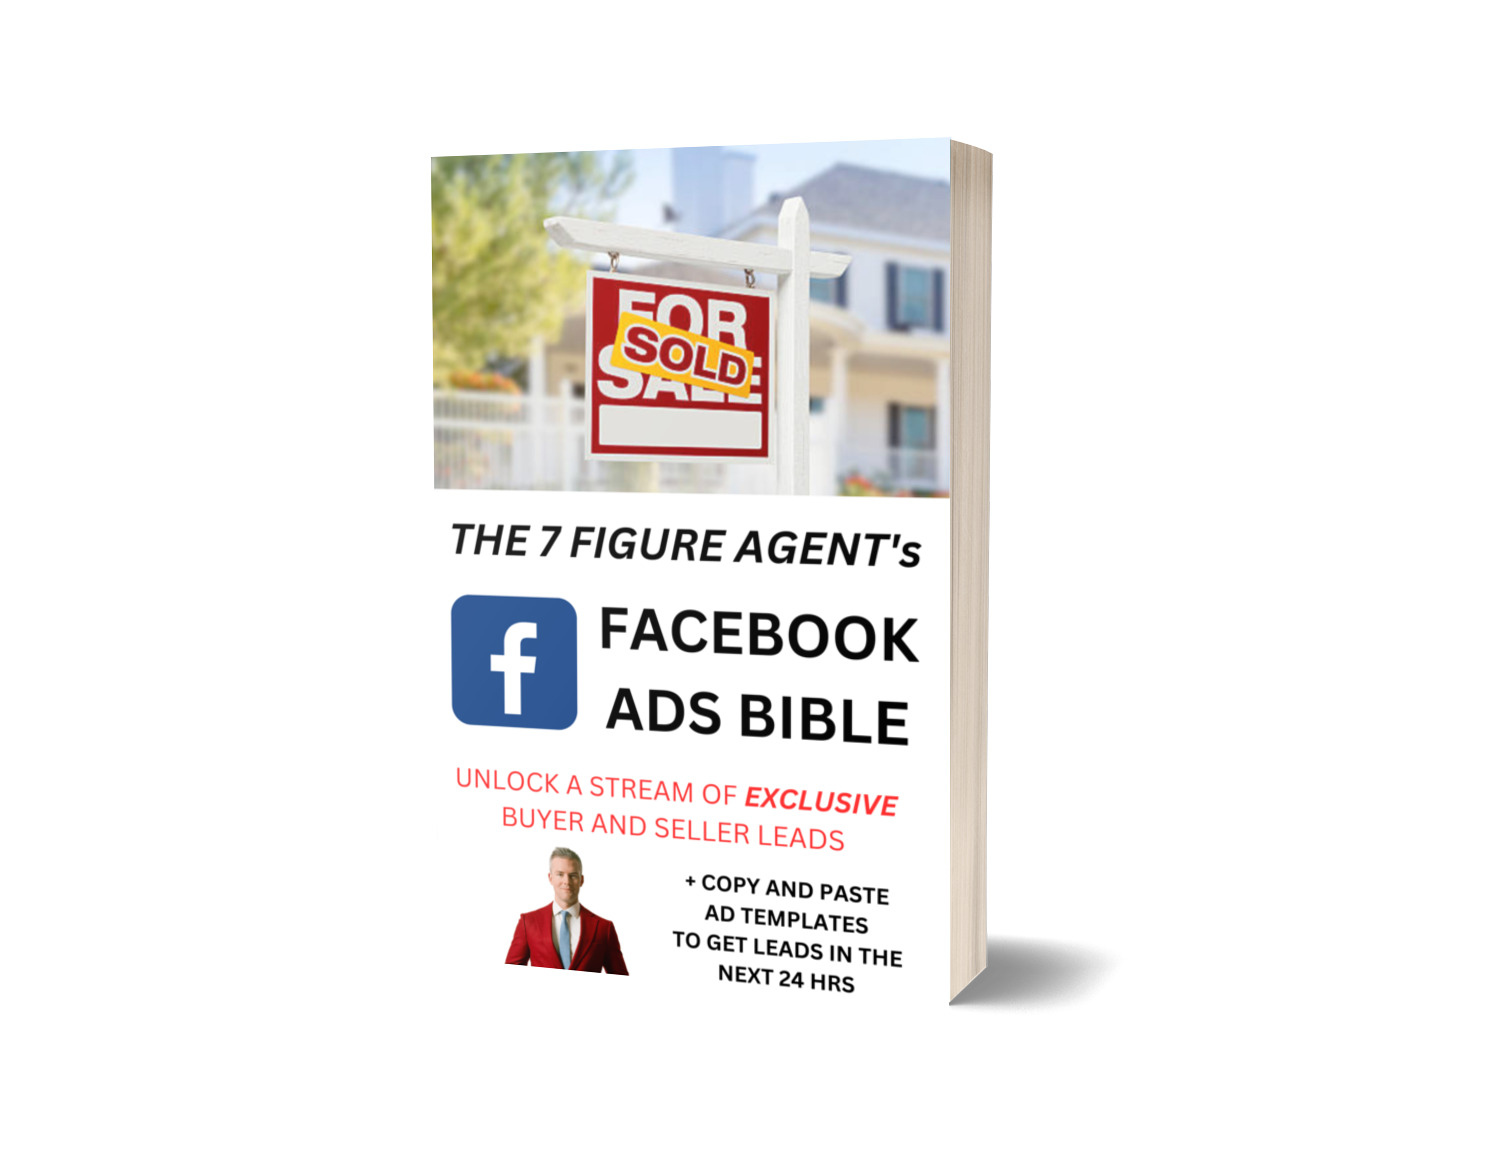 FOR
SOLD
SALE
THE 7 FIGURE AGENT's
f FACEBOOK
ADS BIBLE
UNLOCK A STREAM OF EXCLUSIVE
BUYER AND SELLER LEADS
+ COPY AND PASTE
AD TEMPLATES
TO GET LEADS IN THE
NEXT 24 HRS